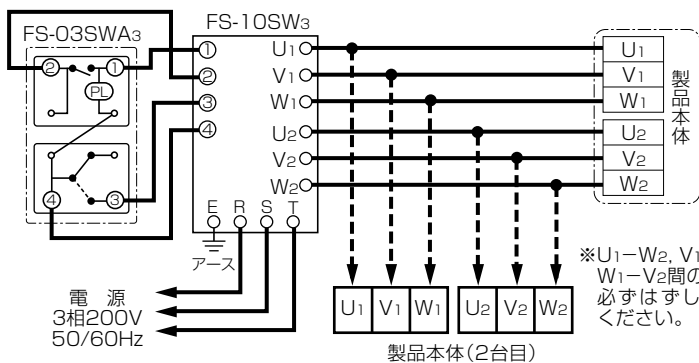 FS-10SW3
FS-03SWA3
② ①
PL
④ ③
①
②
③
④
U1
V1
W1
U2
V2
W2
E R S T
アース
U1
V1
W1
U2
V2
W2
製品本体
電 源
3相200V
50/60Hz
U1 V1 W1 U2 V2 W2
製品本体(2台目)
※U1−W2, V1
W1−V2間の
必ずはずし
ください。